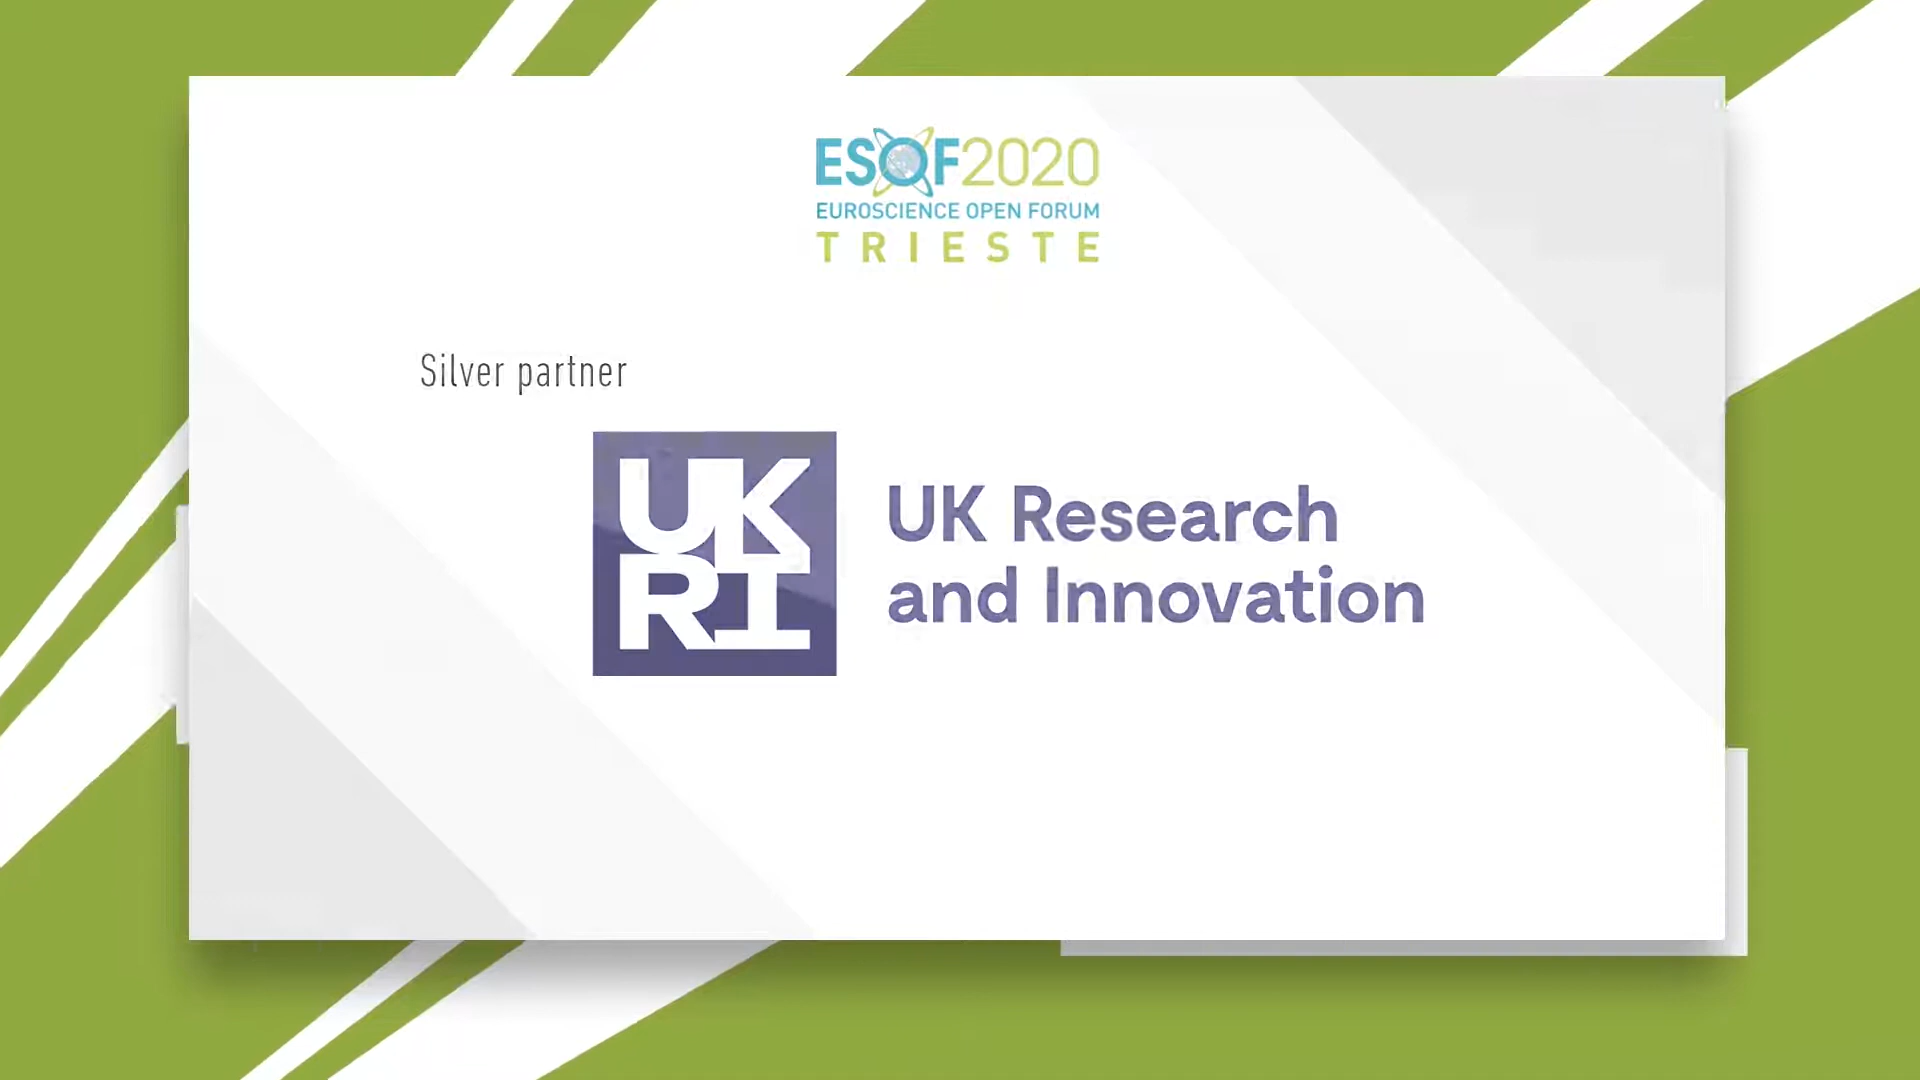 ESOF2020
EUROSCIENCE OPEN FORUM
TRIESTE
Silver partner
UK
RI
UK Research
and Innovation